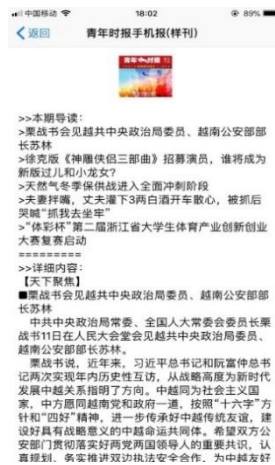 中国移动 18:02 89%
返回 青年时报手机报(样刊)
青年时报
>>本期导读：
>栗战书会见越共中央政治局委员、越南公安部部
长苏林
>徐克版《神雕侠侣三部曲》招募演员，谁将成为
新版过儿和小龙女？
>天然气冬季保供战进入全面冲刺阶段
>夫妻拌嘴，丈夫灌下3两白酒开车散心，被抓后
哭喊“抓我去坐牢”
>“体彩杯”第二届浙江省大学生体育产业创新创业
大赛复赛启动
=========
>>详细内容：
【天下聚焦】
■栗战书会见越共中央政治局委员、越南公安部部
长苏林
中共中央政治局常委、全国人大常委会委员长栗
战书11日在人民大会堂会见越共中央政治局委员、
越南公安部部长苏林。
栗战书说，近年来，习近平总书记和阮富仲总书
记两次实现年内历史性互访，从战略高度为新时代
发展中越关系指明了方向。中越同为社会主义国
家，中方愿同越南党和政府一道，按照“十六字”方
针和“四好”精神，进一步传承好中越传统友谊，建
设好具有战略意义的中越命运共同体。希望双方公
安部门贯彻落实好两党两国领导人的重要共识，认
真规划、务实推进双边执法安全合作，为中越友好